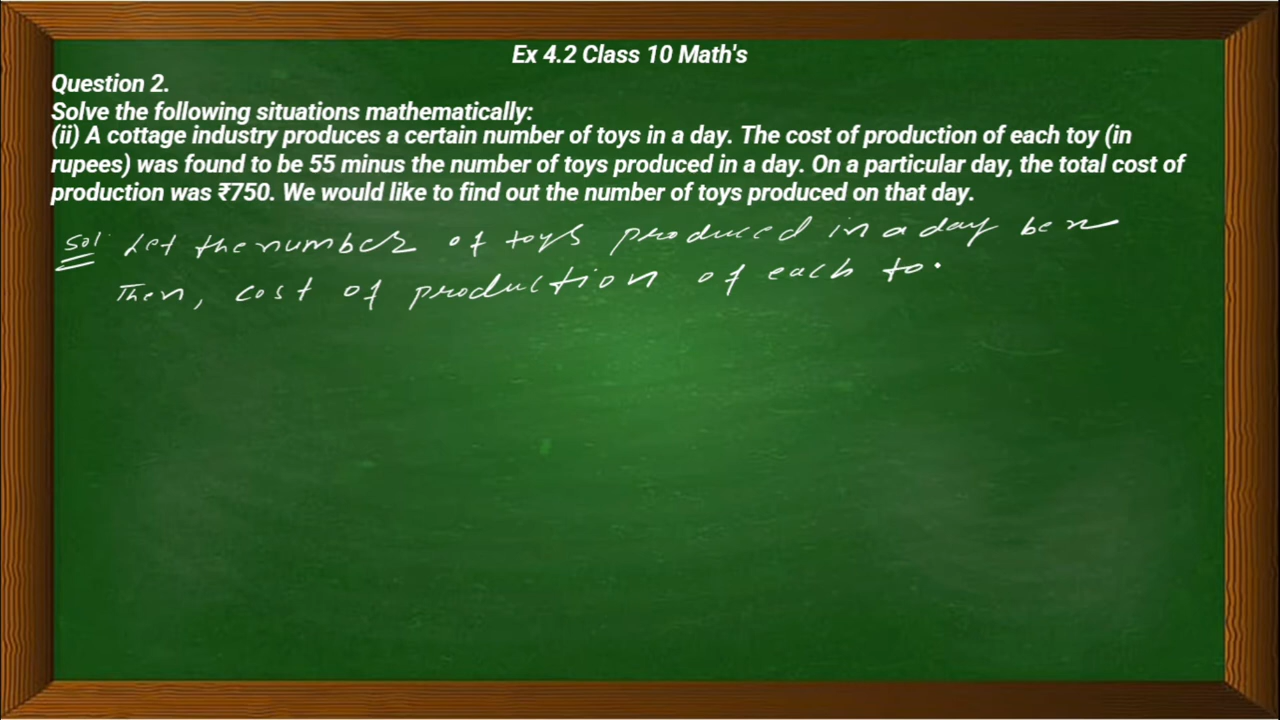 Ex 4.2 Class 10 Math's
Question 2.
Solve the following situations mathematically:
(ii) A cottage industry produces a certain number of toys in a day. The cost of production of each toy (in
rupees) was found to be 55 minus the number of toys produced in a day. On a particular day, the total cost of
production was ₹750. We would like to find out the number of toys produced on that day.
Sol. Let the number of toys produced in a day be x
Then, cost of production of each to